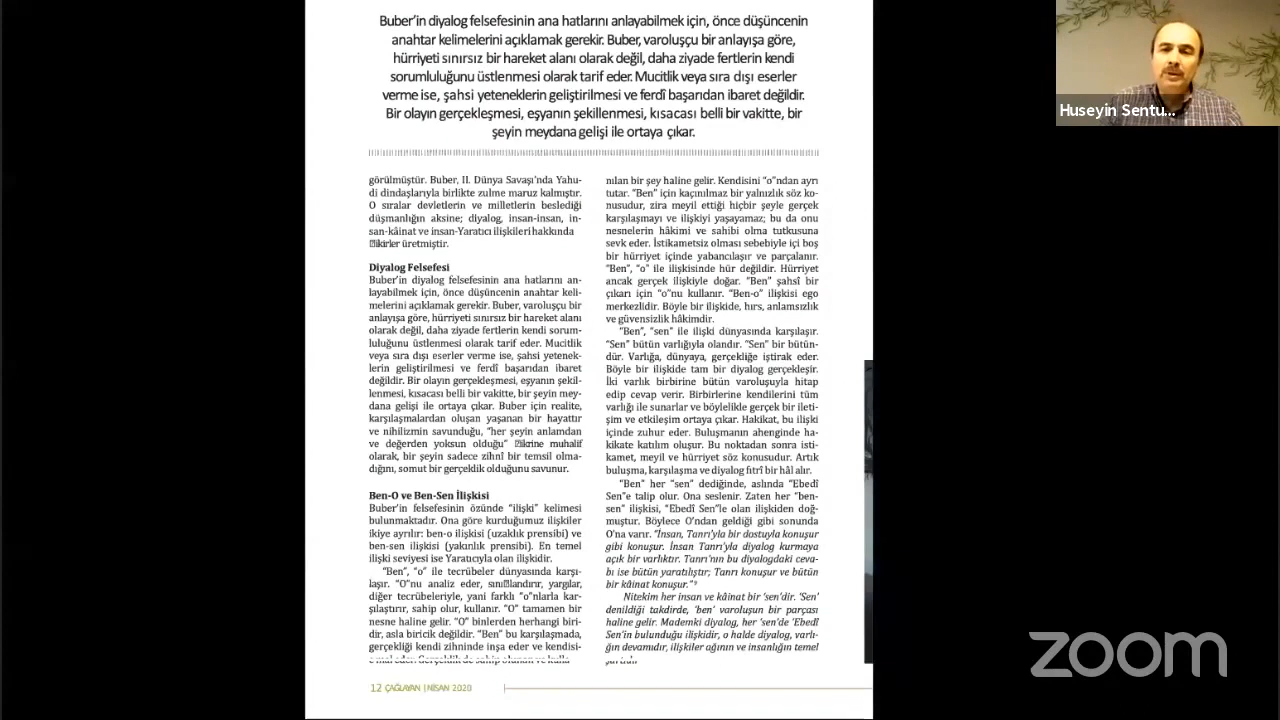 Buber'in diyalog felsefesinin ana hatlarını anlayabilmek için, önce düşüncenin
anahtar kelimelerini açıklamak gerekir. Buber, varoluşçu bir anlayışa göre,
hürriyeti sınırsız bir hareket alanı olarak değil, daha ziyade fertlerin kendi
sorumluluğunu üstlenmesi olarak tarif eder. Mucitlik veya sıra dışı eserler
verme ise, şahsi yeteneklerin geliştirilmesi ve ferdî başarıdan ibaret değildir.
Bir olayın gerçekleşmesi, eşyanın şekillenmesi, kısacası belli bir vakitte, bir
şeyin meydana gelişi ile ortaya çıkar.
görülmüştür. Buber, II. Dünya Savaşı'nda Yahu-
di dindaşlarıyla birlikte zulme maruz kalmıştır.
O sıralar devletlerin ve milletlerin beslediği
düşmanlığın aksine; diyalog, insan-insan, in-
san-kâinat ve insan-Yaratıcı ilişkileri hakkında
􏰀kirler üretmiştir.
Diyalog Felsefesi
Buber'in diyalog felsefesinin ana hatlarını an-
layabilmek için, önce düşüncenin anahtar keli-
melerini açıklamak gerekir. Buber, varoluşçu bir
anlayışa göre, hürriyeti sınırsız bir hareket alanı
olarak değil, daha ziyade fertlerin kendi sorum-
luluğunu üstlenmesi olarak tarif eder. Mucitlik
veya sıra dışı eserler verme ise, şahsi yetenek-
lerin geliştirilmesi ve ferdî başarıdan ibaret
değildir. Bir olayın gerçekleşmesi, eşyanın şekil-
lenmesi, kısacası belli bir vakitte, bir şeyin mey-
dana gelişi ile ortaya çıkar. Buber için realite,
karşılaşmalardan oluşan yaşanan bir hayattır
ve nihilizmin savunduğu, "her şeyin anlamdan
ve değerden yoksun olduğu" 􏰀krine muhalif
olarak, bir şeyin sadece zihnî bir temsil olma-
dığını, somut bir gerçeklik olduğunu savunur.
Ben-O ve Ben-Sen İlişkisi
Buber'in felsefesinin özünde "ilişki" kelimesi
bulunmaktadır. Ona göre kurduğumuz ilişkiler
ikiye ayrılır: ben-o ilişkisi (uzaklık prensibi) ve
ben-sen ilişkisi (yakınlık prensibi). En temel
ilişki seviyesi ise Yaratıcıyla olan ilişkidir.
"Ben", "o" ile tecrübeler dünyasında karşı-
laşır. "O"nu analiz eder, sını􏰀landırır, yargılar,
diğer tecrübeleriyle, yani farklı "o"nlarla kar-
şılaştırır, sahip olur, kullanır. "O" tamamen bir
nesne haline gelir. "O" binlerden herhangi biri-
dir, asla biricik değildir. "Ben" bu karşılaşmada,
gerçekliği kendi zihninde inşa eder ve kendisi-
e mal eder. Gerçeklik de sahip olunan ve kulla
nılan bir şey haline gelir. Kendisini "o"ndan ayrı
tutar. "Ben" için kaçınılmaz bir yalnızlık söz ko-
nusudur, zira meyil ettiği hiçbir şeyle gerçek
karşılaşmayı ve ilişkiyi yaşayamaz; bu da onu
nesnelerin hâkimi ve sahibi olma tutkusuna
sevk eder. İstikametsiz olması sebebiyle içi boş
bir hürriyet içinde yabancılaşır ve parçalanır.
"Ben", "o" ile ilişkisinde hür değildir. Hürriyet
ancak gerçek ilişkiyle doğar. "Ben" şahsî bir
çıkarı için "o"nu kullanır. "Ben-o" ilişkisi ego
merkezlidir. Böyle bir ilişkide, hırs, anlamsızlık
ve güvensizlik hâkimdir.
"Ben", "sen" ile ilişki dünyasında karşılaşır.
"Sen" bütün varlığıyla olandır. "Sen" bir bütün-
dür. Varlığa, dünyaya, gerçekliğe iştirak eder.
Böyle bir ilişkide tam bir diyalog gerçekleşir.
İki varlık birbirine bütün varoluşuyla hitap
edip cevap verir. Birbirlerine kendilerini tüm
varlığı ile sunarlar ve böylelikle gerçek bir ileti-
şim ve etkileşim ortaya çıkar. Hakikat, bu ilişki
içinde zuhur eder. Buluşmanın ahenginde ha-
kikate katılım oluşur. Bu noktadan sonra isti-
kamet, meyil ve hürriyet söz konusudur. Artık
buluşma, karşılaşma ve diyalog fıtrî bir hâl alır.
"Ben" her "sen" dediğinde, aslında "Ebedî
Sen"e talip olur. Ona seslenir. Zaten her "ben-
sen" ilişkisi, "Ebedî Sen"le olan ilişkiden doğ-
muştur. Böylece O'ndan geldiği gibi sonunda
O'na varır. "İnsan, Tanrı'yla bir dostuyla konuşur
gibi konuşur. İnsan Tanrı'yla diyalog kurmaya
açık bir varlıktır. Tanrı'nın bu diyalogdaki ceva-
bı ise bütün yaratılıştır; Tanrı konuşur ve bütün
bir kâinat konuşur."⁹
Nitekim her insan ve kâinat bir 'sen'dir. 'Sen'
denildiği takdirde, 'ben' varoluşun bir parçası
haline gelir. Mademki diyalog, her 'sen'de 'Ebedî
Sen'in bulunduğu ilişkidir, o halde diyalog, varlı-
ğın devamıdır, ilişkiler ağının ve insanlığın temel
12 ÇAĞLAYAN | NİSAN 2020
Huseyin Sentu...
zoom